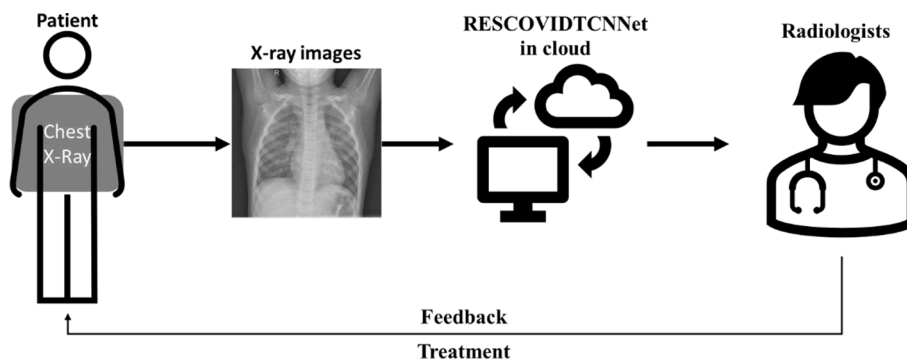 Patient
Chest
X-Ray
X-ray images
R
RESCOVIDTCNNet
in cloud
Radiologists
Feedback
Treatment